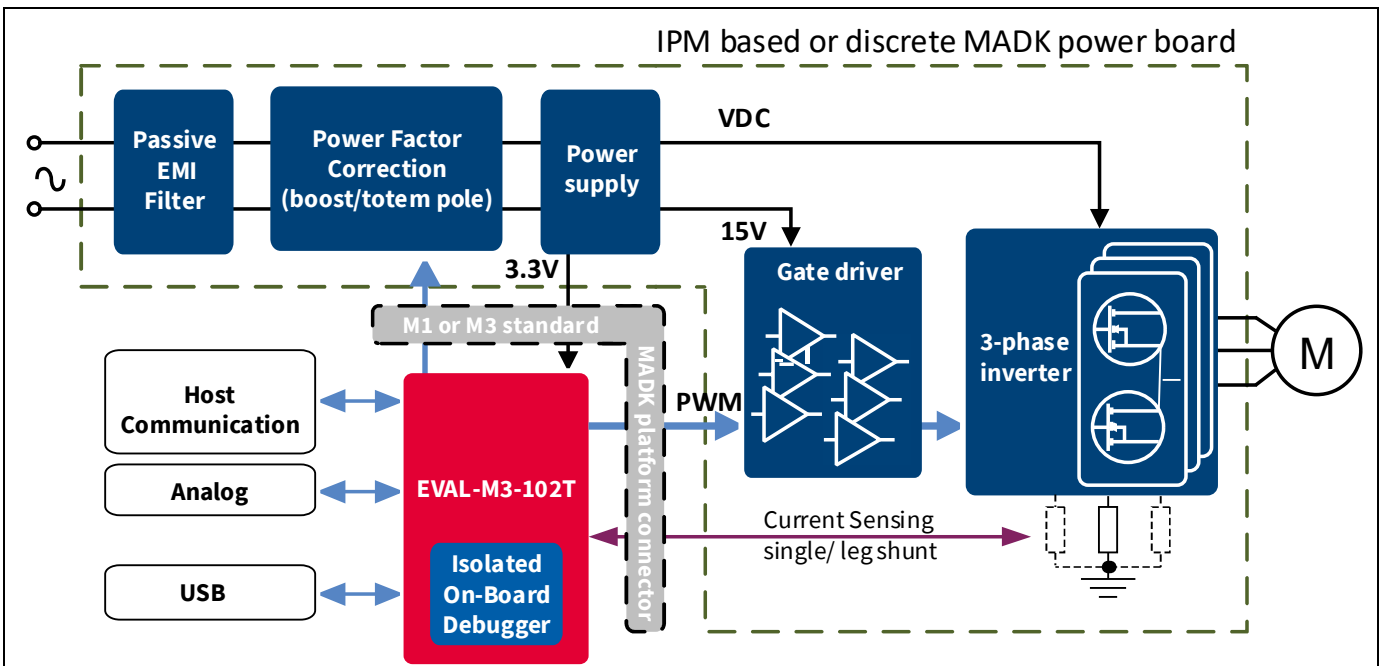 IPM based or discrete MADK power board
Passive
EMI
Filter
Power Factor
Correction
(boost/totem pole)
Power
supply
VDC
15V
3.3V
Gate driver
3-phase
inverter
M
M1 or M3 standard
MADK platform connector
PWM
Host
Communication
Analog
USB
EVAL-M3-102T
Isolated
On-Board
Debugger
Current Sensing
single/ leg shunt